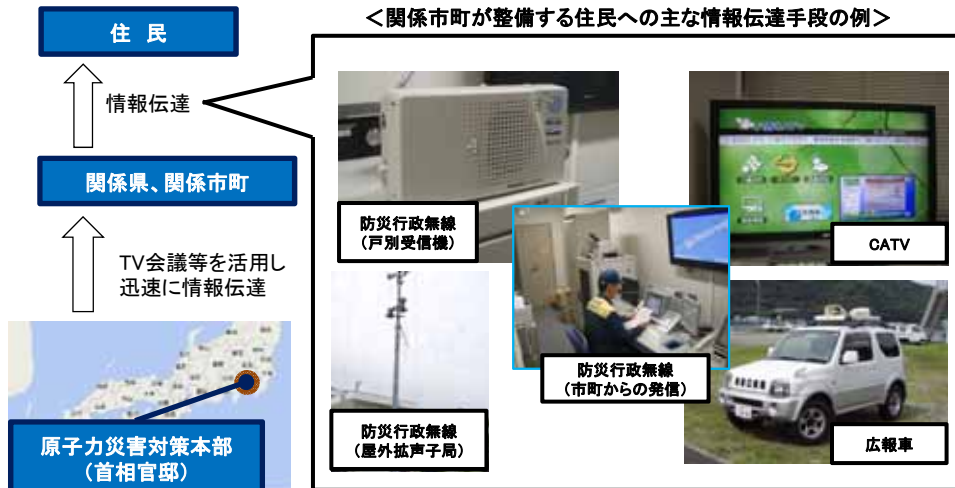 ＜関係市町が整備する住民への主な情報伝達手段の例＞
住 民
情報伝達
関係県、関係市町
TV会議等を活用し
迅速に情報伝達
原子力災害対策本部
（首相官邸）
防災行政無線
（戸別受信機）
CATV
防災行政無線
（市町からの発信）
防災行政無線
（屋外拡声子局）
広報車